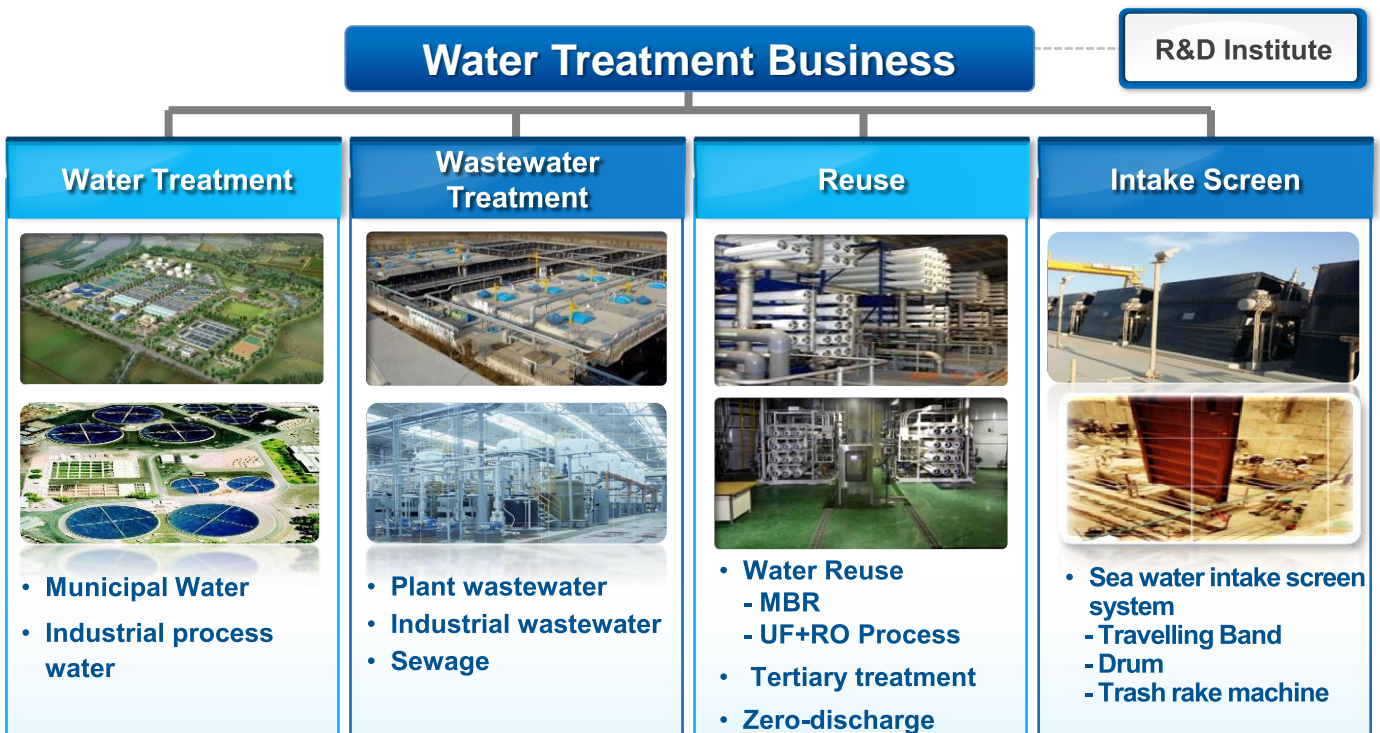 Water Treatment Business
R&D Institute
Water Treatment
• Municipal Water
• Industrial process
water
Wastewater
Treatment
• Plant wastewater
• Industrial wastewater
• Sewage
Reuse
• Water Reuse
- MBR
- UF+RO Process
• Tertiary treatment
• Zero-discharge
Intake Screen
• Sea water intake screen
system
- Travelling Band
- Drum
- Trash rake machine